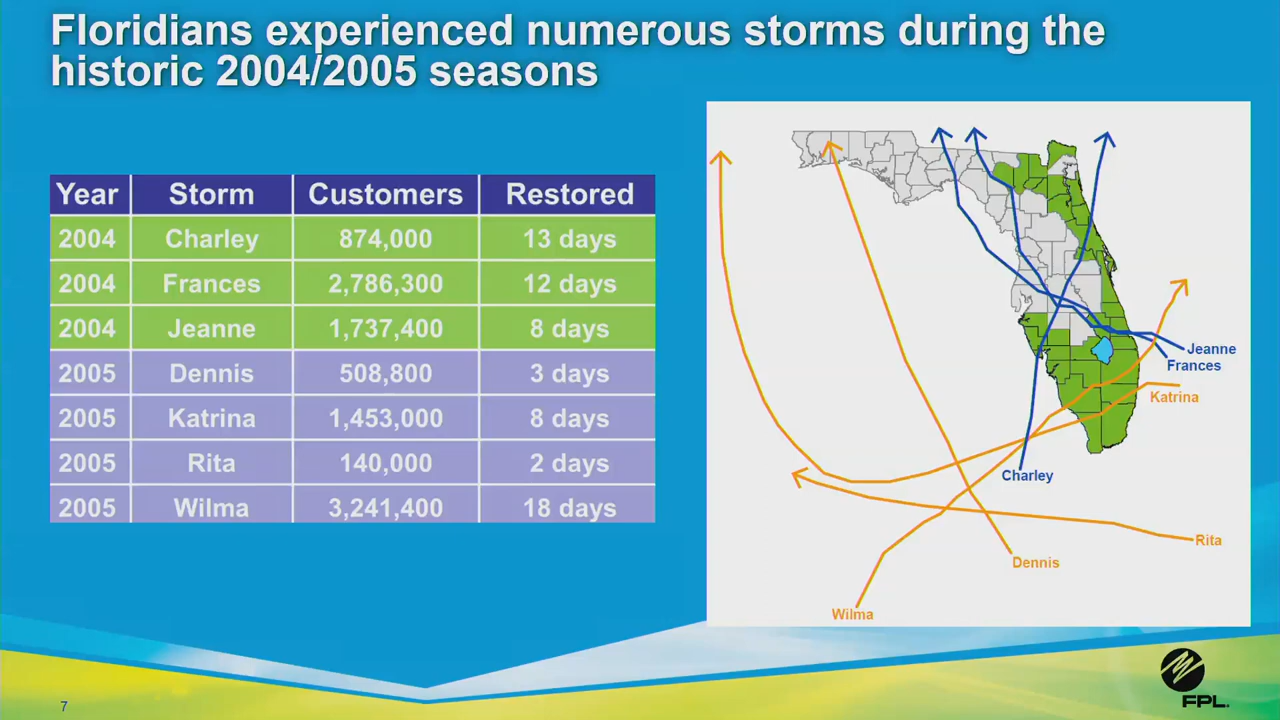 Floridians experienced numerous storms during the
historic 2004/2005 seasons
Year Storm Customers Restored
2004 Charley 874,000 13 days
2004 Frances 2,786,300 12 days
2004 Jeanne 1,737,400 8 days
2005 Dennis 508,800 3 days
2005 Katrina 1,453,000 8 days
2005 Rita 140,000 2 days
2005 Wilma 3,241,400 18 days
Jeanne
Frances
Katrina
Charley
Rita
Dennis
Wilma
7
FPL.